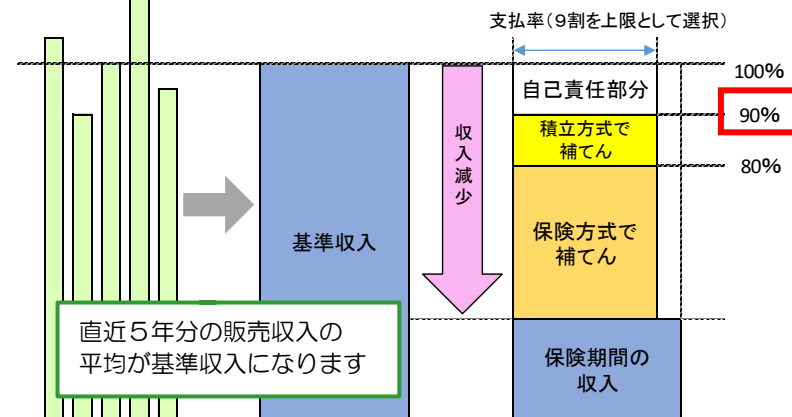 支払率(９割を上限として選択)
100%
自己責任部分
90%
積立方式で
補てん
80%
収入減少
基準収入
保険方式で
補てん
直近５年分の販売収入の
平均が基準収入になります
保険期間の
収入